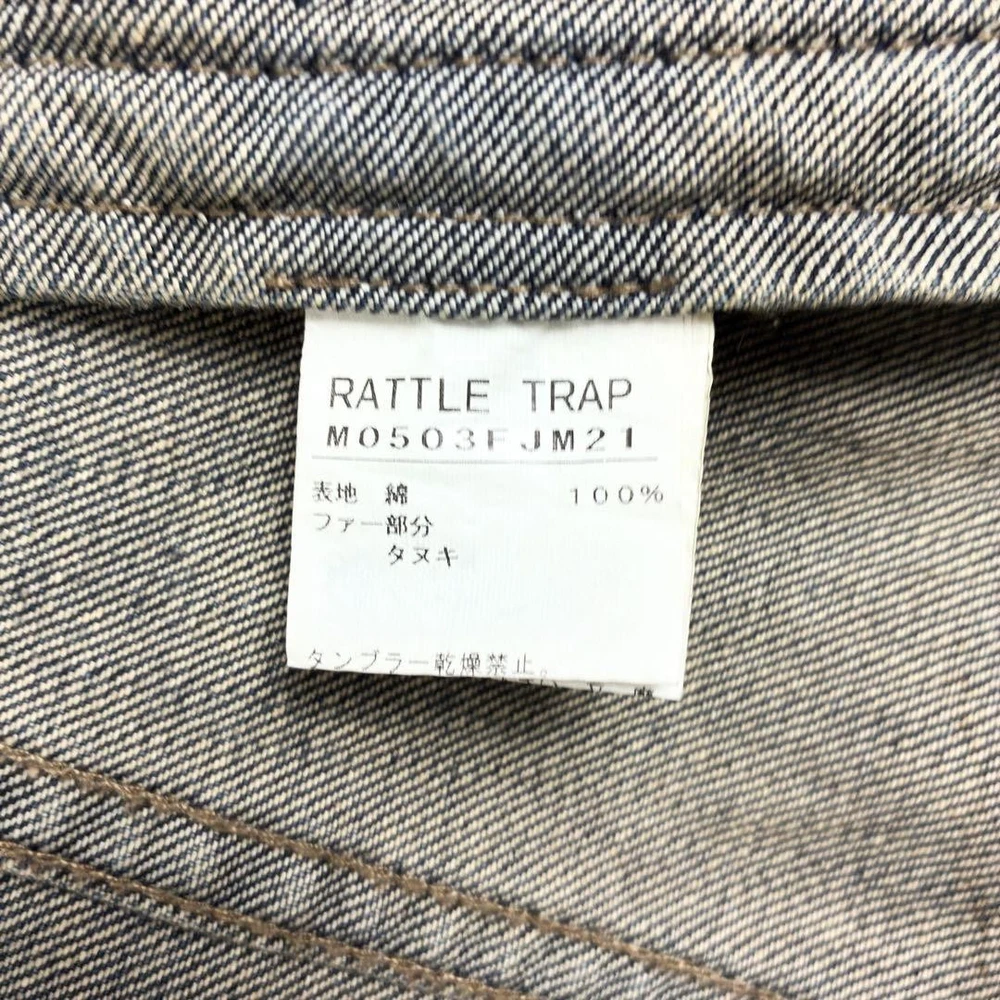 RATTLE TRAP
M0503FJM21
表地 綿 100%
ファー部分
タヌキ
タンブラー乾燥禁止。